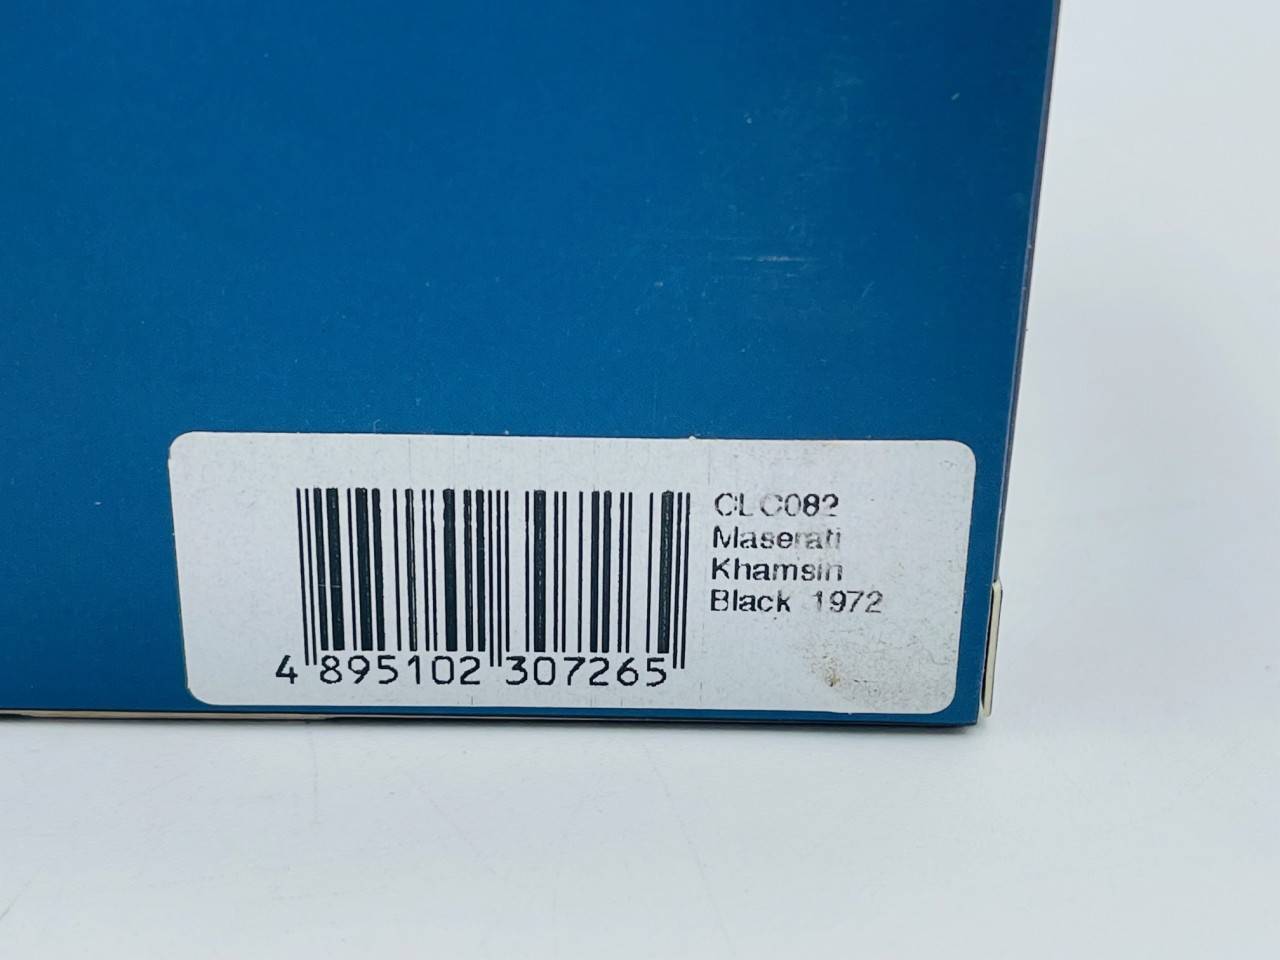 CLC082
Maserati
Khamsin
Black 1972
4 895102 307265